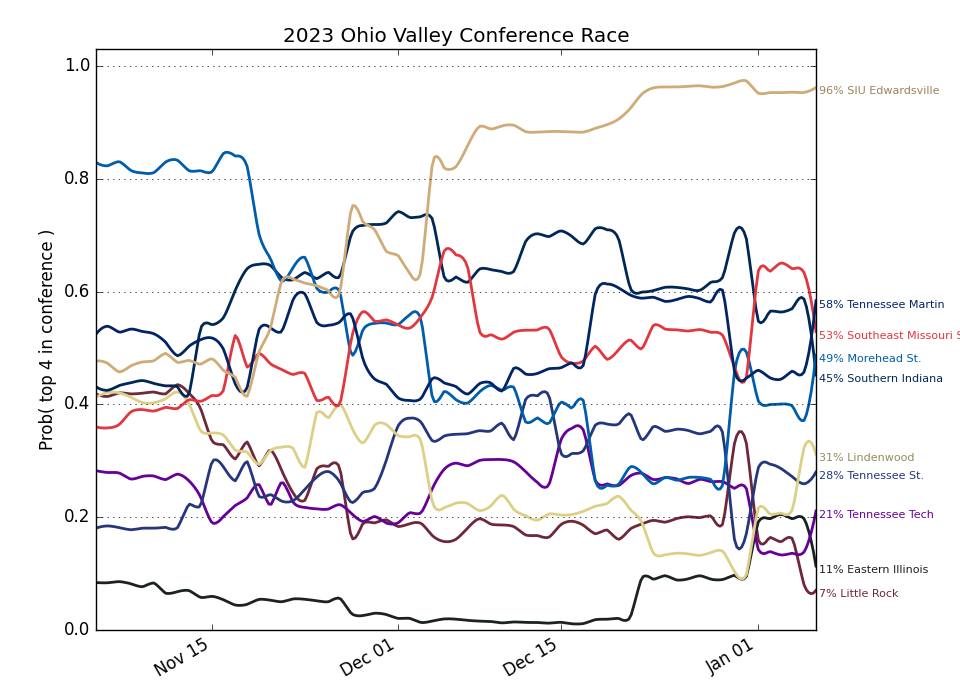 2023 Ohio Valley Conference Race
Prob( top 4 in conference )
1.0
0.8
0.6
0.4
0.2
0.0
Nov 15
Dec 01
Dec 15
Jan 01
96% SIU Edwardsville
58% Tennessee Martin
53% Southeast Missouri S
49% Morehead St.
45% Southern Indiana
31% Lindenwood
28% Tennessee St.
21% Tennessee Tech
11% Eastern Illinois
7% Little Rock